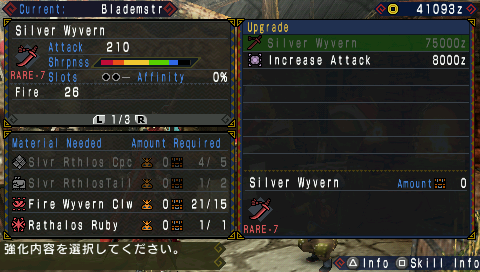 Current: Blademstr
41093z
Silver Wyvern
Attack 210
Shrpnss
Slots ○○— Affinity 0%
RARE-7
Fire 26
L 1/3 R
Material Needed Amount Required
Slvr Rthlos Cpc 0 4/ 5
Slvr RthlosTail 0 1/ 2
Fire Wyvern Clw 0 21/15
Rathalos Ruby 0 1/ 1
強化内容を選択してください。
Upgrade
Silver Wyvern 75000z
Increase Attack 8000z
Silver Wyvern Amount 0
RARE-7
△ Info □ Skill Info